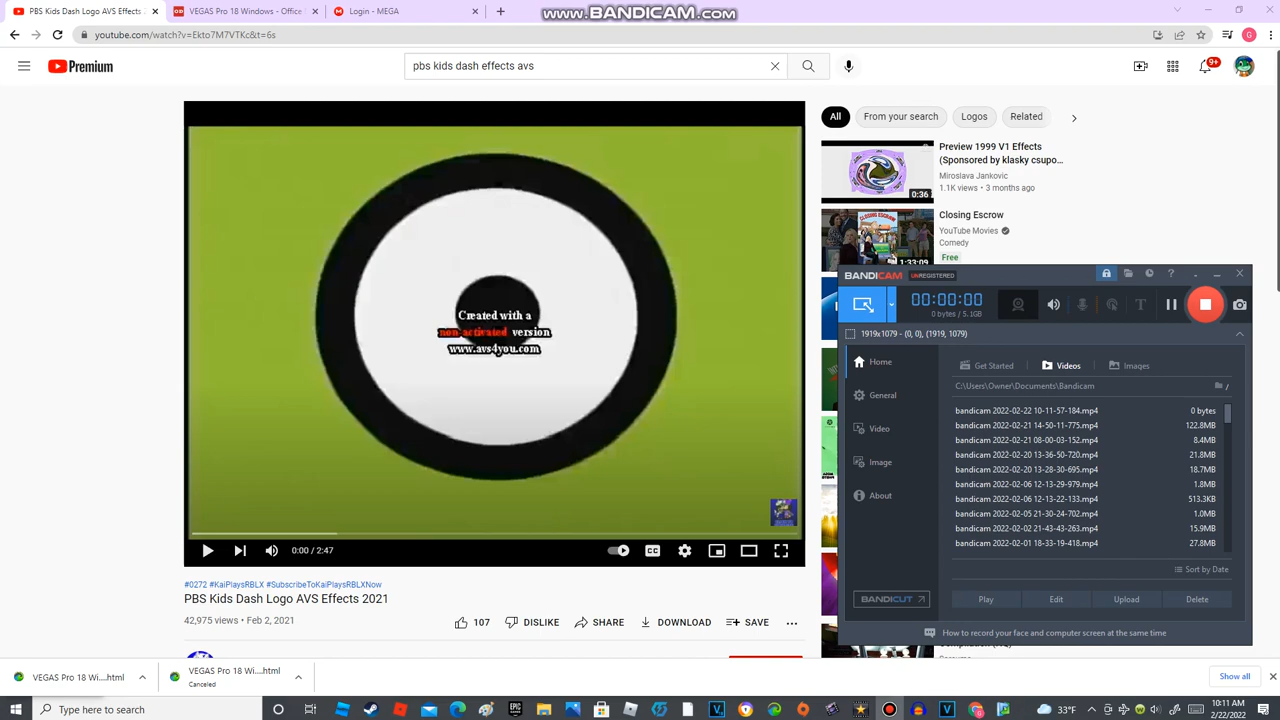 PBS Kids Dash Logo AVS Effects
VEGAS Pro 18 Windows - Office
Login - MEGA
www.BANDICAM.com
youtube.com/watch?v=Ekto7M7VTKc&t=6s
Premium
pbs kids dash effects avs
9+
Created with a
non-activated version
www.avs4you.com
0:00 / 2:47
CC
#0272 #KaiPlaysRBLX #SubscribeToKaiPlaysRBLXNow
PBS Kids Dash Logo AVS Effects 2021
42,975 views • Feb 2, 2021
107
DISLIKE
SHARE
DOWNLOAD
SAVE
All
From your search
Logos
Related
Preview 1999 V1 Effects
(Sponsored by klasky csupo...
Miroslava Jankovic
1.1K views • 3 months ago
0:36
CLOSING ESCROW
Closing Escrow
YouTube Movies
Comedy
Free
1:33:09
BANDICAM
UNREGISTERED
00:00:00
0 bytes / 5.1GB
1919x1079 - (0, 0), (1919, 1079)
Home
General
Video
Image
About
BANDICUT
Get Started
Videos
Images
C:\Users\Owner\Documents\Bandicam
bandicam 2022-02-22 10-11-57-184.mp4 0 bytes
bandicam 2022-02-21 14-50-11-775.mp4 122.8MB
bandicam 2022-02-21 08-00-03-152.mp4 8.4MB
bandicam 2022-02-20 13-36-50-720.mp4 21.8MB
bandicam 2022-02-20 13-28-30-695.mp4 18.7MB
bandicam 2022-02-06 12-13-29-979.mp4 1.8MB
bandicam 2022-02-06 12-13-22-133.mp4 513.3KB
bandicam 2022-02-05 21-30-24-702.mp4 1.0MB
bandicam 2022-02-02 21-43-43-263.mp4 15.9MB
bandicam 2022-02-01 18-33-19-418.mp4 27.8MB
Sort by Date
Play
Edit
Upload
Delete
How to record your face and computer screen at the same time
VEGAS Pro 18 Wi....html
VEGAS Pro 18 Wi....html
Canceled
Show all
Type here to search
10:11 AM
2/22/2022